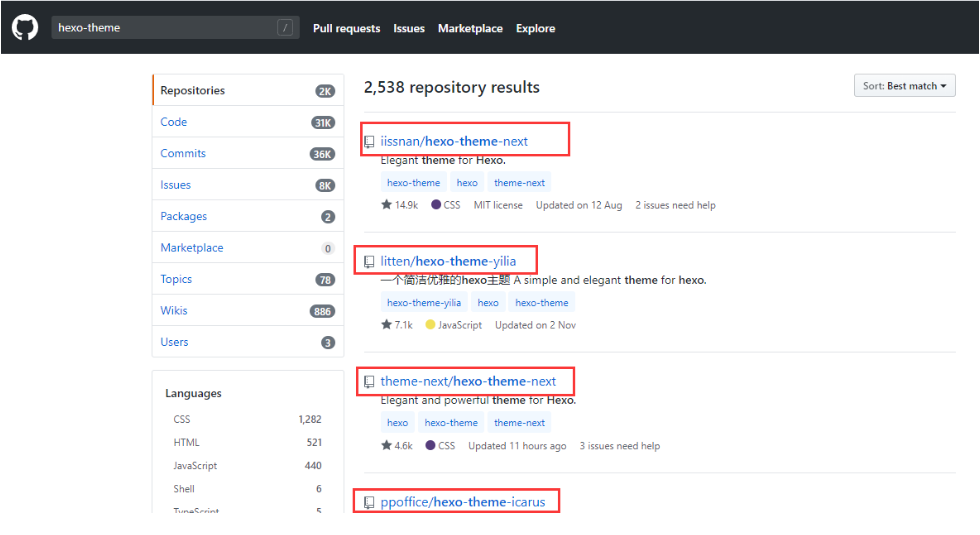 hexo-theme / Pull requests Issues Marketplace Explore
Repositories 2K
Code 31K
Commits 36K
Issues 8K
Packages 2
Marketplace 0
Topics 78
Wikis 886
Users 3
Languages
CSS 1,282
HTML 521
JavaScript 440
Shell 6
TypeScript 5
2,538 repository results
Sort: Best match
iissnan/hexo-theme-next
Elegant theme for Hexo.
hexo-theme hexo theme-next
14.9k CSS MIT license Updated on 12 Aug 2 issues need help
litten/hexo-theme-yilia
一个简洁优雅的hexo主题 A simple and elegant theme for hexo.
hexo-theme-yilia hexo hexo-theme
7.1k JavaScript Updated on 2 Nov
theme-next/hexo-theme-next
Elegant and powerful theme for Hexo.
hexo hexo-theme theme-next
4.6k CSS Updated 11 hours ago 3 issues need help
ppoffice/hexo-theme-icarus